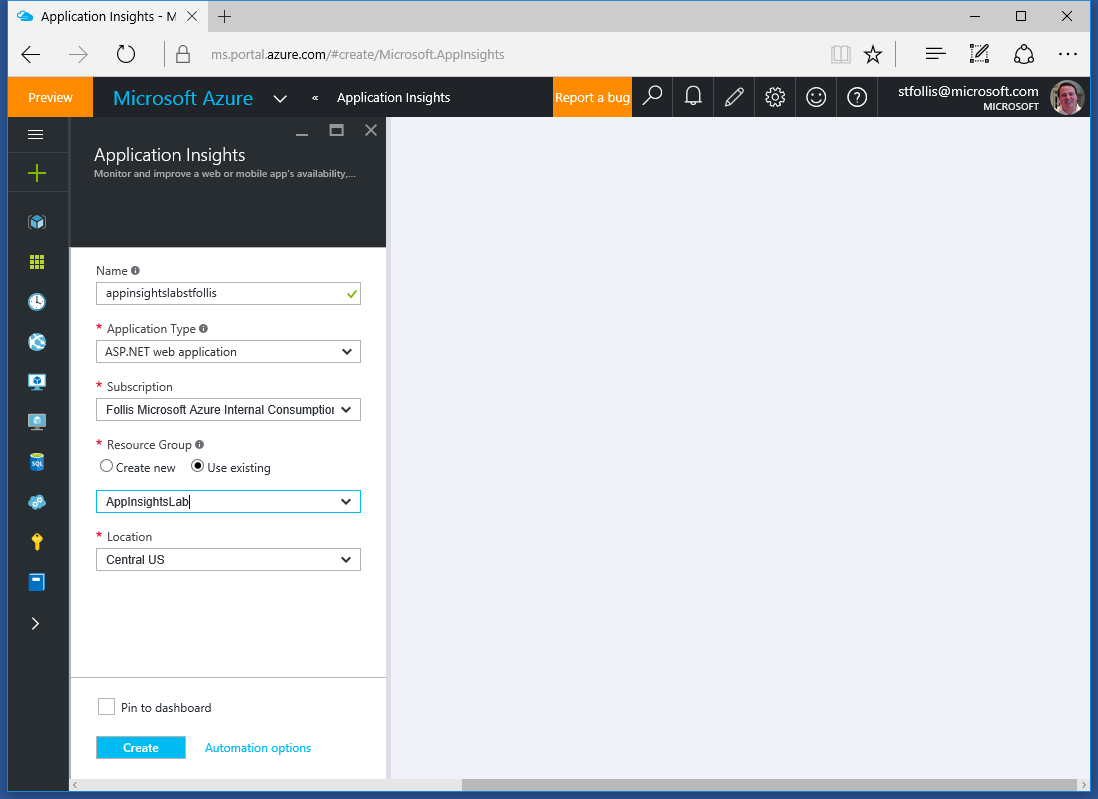 Application Insights - M
ms.portal.azure.com/#create/Microsoft.AppInsights
Preview
Microsoft Azure
«
Application Insights
Report a bug
stfollis@microsoft.com
MICROSOFT
Application Insights
Monitor and improve a web or mobile app's availability,...
Name
appinsightslabstfollis
* Application Type
ASP.NET web application
* Subscription
Follis Microsoft Azure Internal Consumption
* Resource Group
Create new Use existing
AppInsightsLab
* Location
Central US
SQL
Pin to dashboard
Create
Automation options